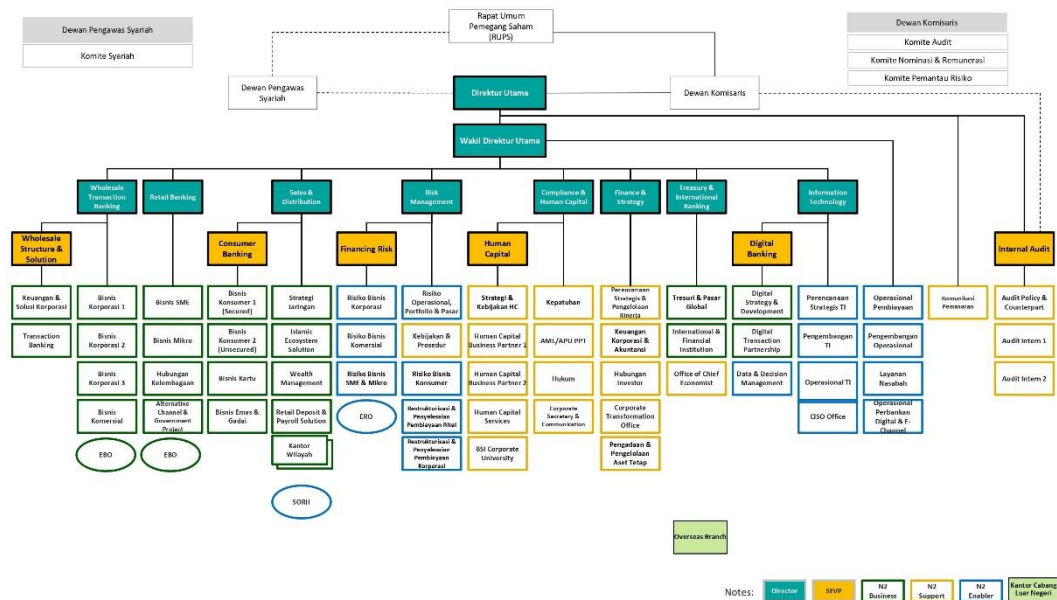 Rapat Umum
Pemegang Saham
(RUPS)
Dewan Pengawas Syariah
Komite Syariah
Dewan Komisaris
Komite Audit
Komite Nominasi & Remunerasi
Komite Pemantau Risiko
Dewan Pengawas
Syariah
Direktur Utama
Dewan Komisaris
Wakil Direktur Utama
Wholesale
Transaction
Banking
Retail Banking
Sales &
Distribution
Risk
Management
Compliance &
Human Capital
Finance &
Strategy
Treasury &
International
Banking
Information
Technology
Wholesale
Structure &
Solution
Consumer
Banking
Financing Risk
Human
Capital
Digital
Banking
Internal Audit
Keuangan &
Solusi Korporasi
Transaction
Banking
Bisnis
Korporasi 1
Bisnis
Korporasi 2
Bisnis
Korporasi 3
Bisnis
Komersial
EBO
Bisnis SME
Bisnis Mikro
Hubungan
Kelembagaan
Alternative
Channel &
Government
Project
EBO
Bisnis
Konsumer 1
(Secured)
Bisnis
Konsumer 2
(Unsecured)
Bisnis Kartu
Bisnis Emas &
Gadai
Strategi
Jaringan
Islamic
Ecosystem
Solution
Wealth
Management
Retail Deposit &
Payroll Solution
Kantor
Wilayah
Risiko Bisnis
Korporasi
Risiko Bisnis
Komersial
Risiko Bisnis
SME & Mikro
ERO
Risiko
Operasional,
Portfolio & Pasar
Kebijakan &
Prosedur
Risiko Bisnis
Konsumer
Restrukturisasi &
Penyelesaian
Pembiayaan Ritel
Restrukturisasi &
Penyelesaian
Pembiayaan
Korporasi
Strategi &
Kebijakan HC
Human Capital
Business Partner 1
Human Capital
Business Partner 2
Human Capital
Services
BSI Corporate
University
Kepatuhan
AML/APU PPT
Hukum
Corporate
Secretary &
Communication
Perencanaan
Strategis &
Pengelolaan
Kinerja
Keuangan
Korporasi &
Akuntansi
Hubungan
Investor
Corporate
Transformation
Office
Pengadaan &
Pengelolaan
Aset Tetap
Tresuri & Pasar
Global
International &
Financial
Institution
Office of Chief
Economist
Digital
Strategy &
Development
Digital
Transaction
Partnership
Data & Decision
Management
Perencanaan
Strategis TI
Pengembangan
TI
Operasional TI
CISO Office
Operasional
Pembiayaan
Pengembangan
Operasional
Layanan
Nasabah
Operasional
Perbankan
Digital & E-
Channel
Komunikasi
Pemasaran
Audit Policy &
Counterpart
Audit Intern 1
Audit Intern 2
Overseas Branch
Notes:
Director
SEVP
N2
Business
N2
Support
N2
Enabler
Kantor Cabang
Luar Negeri